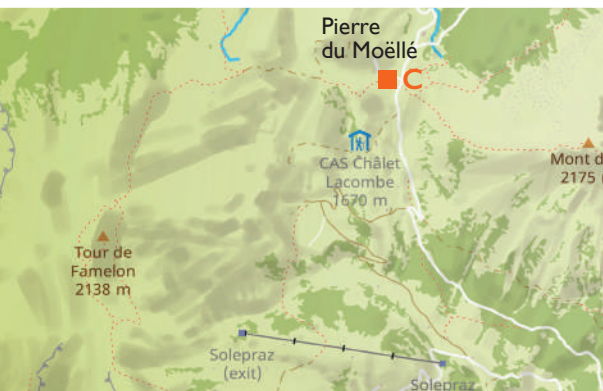 Pierre
du Moëllé
C
CAS Châlet
Lacombe
1670 m
Mont d
2175
Tour de
Famelon
2138 m
Solepraz
(exit)
Solepraz